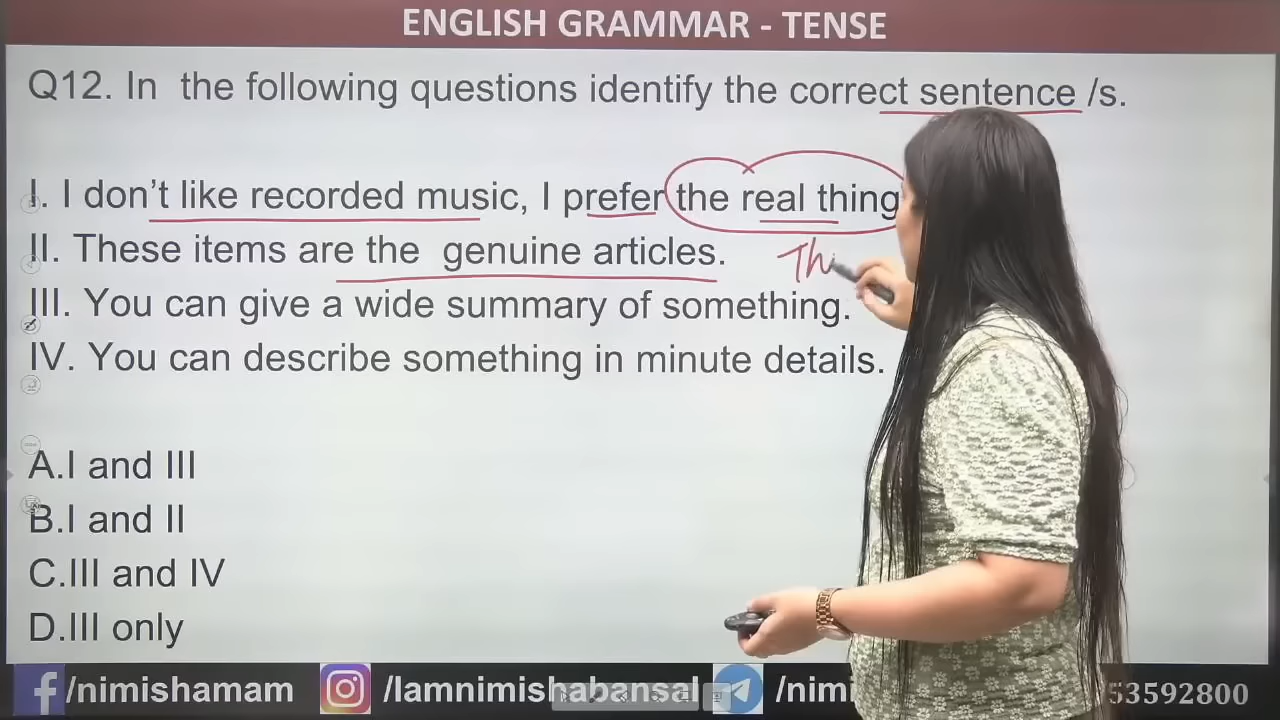 ENGLISH GRAMMAR - TENSE
Q12. In the following questions identify the correct sentence /s.
I. I don't like recorded music, I prefer the real thing
II. These items are the genuine articles.
Th
III. You can give a wide summary of something.
IV. You can describe something in minute details.
A.I and III
B.I and II
C.III and IV
D.III only
/nimishamam
/Iamnimishabansal
/nimi
53592800